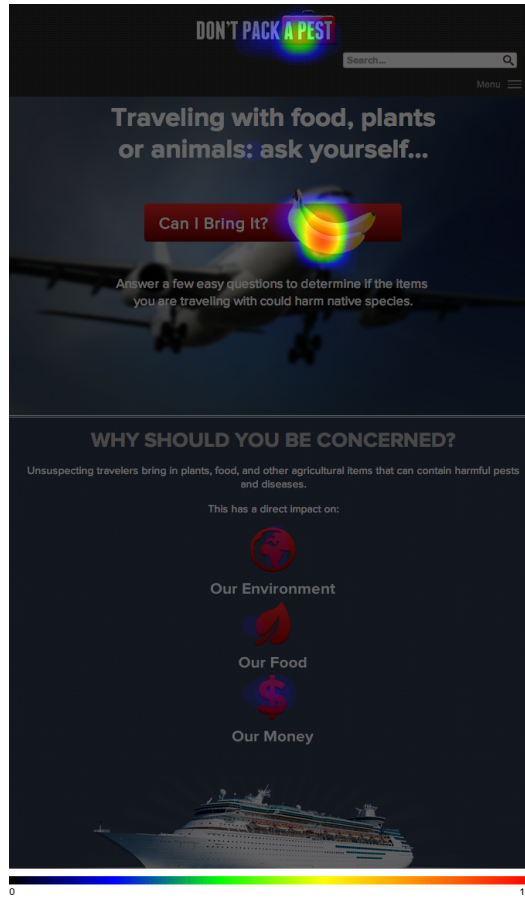 DON'T PACK A PEST
Search...
Menu
Traveling with food, plants
or animals: ask yourself...
Can I Bring It?
Answer a few easy questions to determine if the items
you are traveling with could harm native species.
WHY SHOULD YOU BE CONCERNED?
Unsuspecting travelers bring in plants, food, and other agricultural items that can contain harmful pests
and diseases.
This has a direct impact on:
Our Environment
Our Food
$
Our Money
0 1